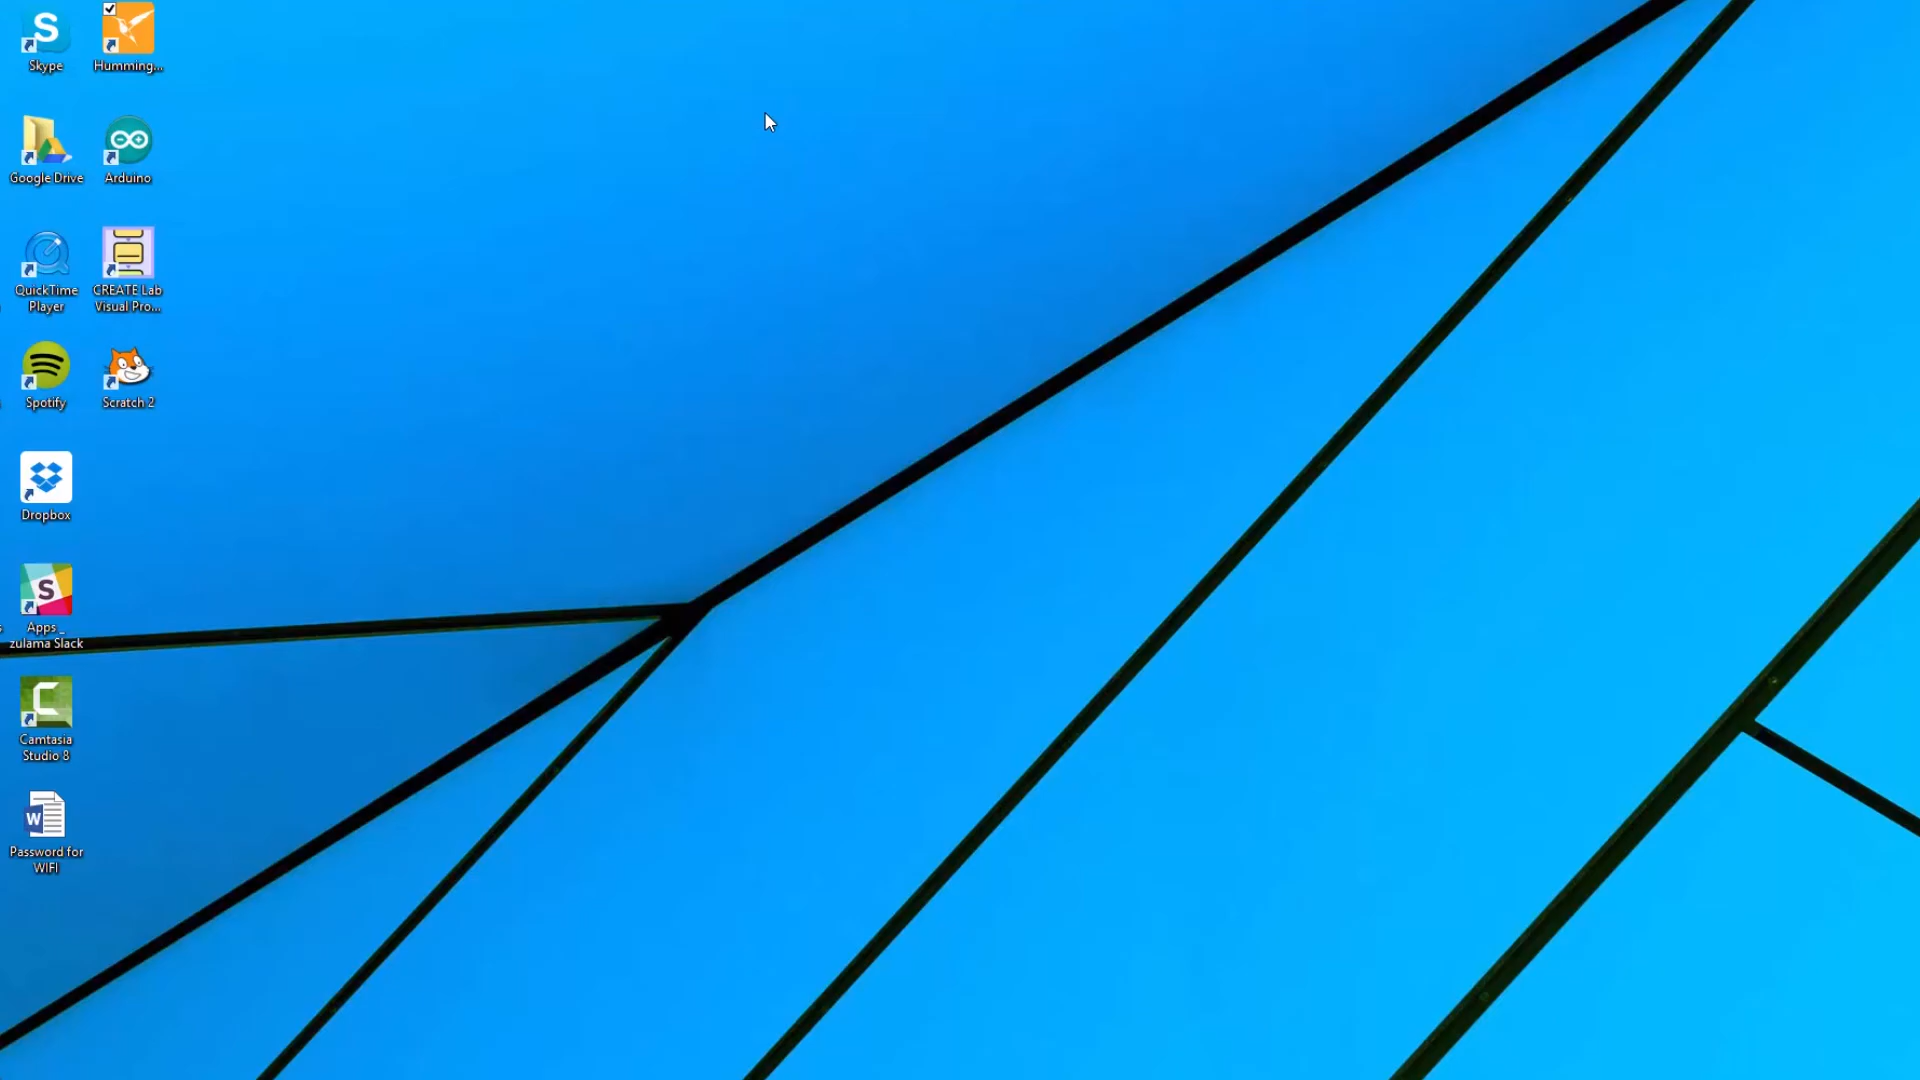 Skype
Humming...
Google Drive
Arduino
QuickTime
Player
CREATE Lab
Visual Pro...
Spotify
Scratch 2
Dropbox
S
Apps _
zulama Slack
Camtasia
Studio 8
W
Password for
WIFI